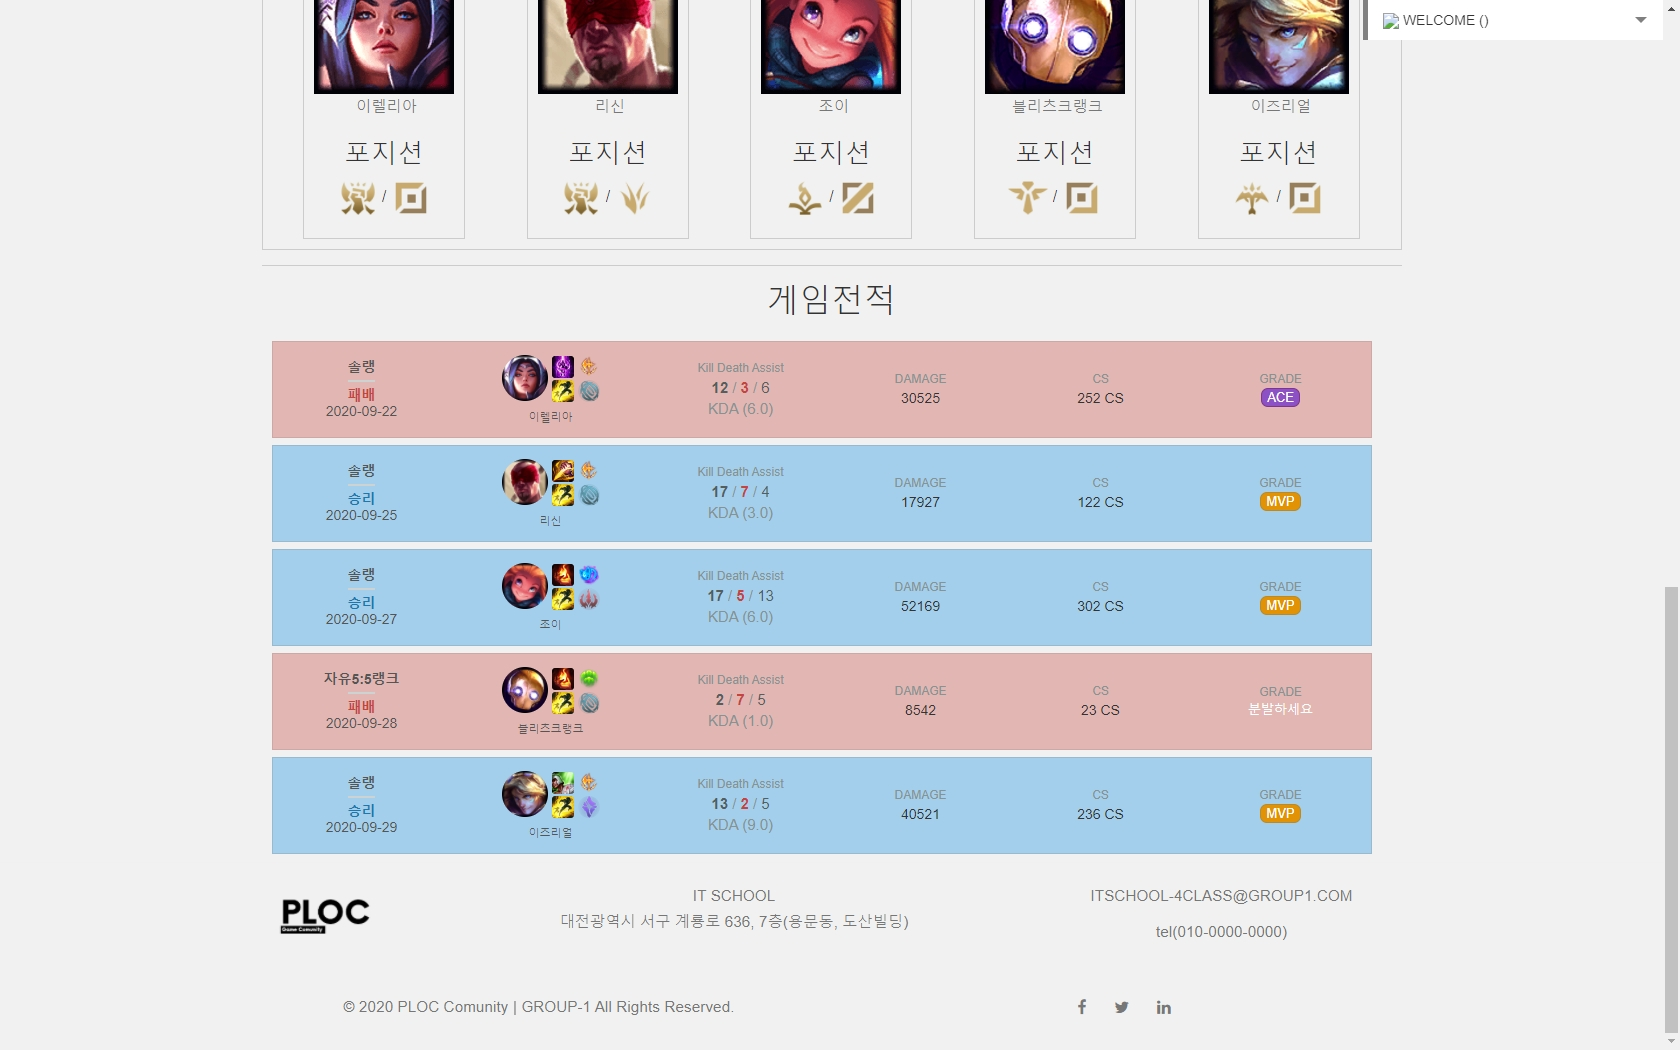 WELCOME ()
이렐리아
리신
조이
블리츠크랭크
이즈리얼
포지션
포지션
포지션
포지션
포지션
/
/
/
/
/
게임전적
솔랭
패배
2020-09-22
이렐리아
Kill Death Assist
12 / 3 / 6
KDA (6.0)
DAMAGE
30525
CS
252 CS
GRADE
ACE
솔랭
승리
2020-09-25
리신
Kill Death Assist
17 / 7 / 4
KDA (3.0)
DAMAGE
17927
CS
122 CS
GRADE
MVP
솔랭
승리
2020-09-27
조이
Kill Death Assist
17 / 5 / 13
KDA (6.0)
DAMAGE
52169
CS
302 CS
GRADE
MVP
자유5:5랭크
패배
2020-09-28
블리츠크랭크
Kill Death Assist
2 / 7 / 5
KDA (1.0)
DAMAGE
8542
CS
23 CS
GRADE
분발하세요
솔랭
승리
2020-09-29
이즈리얼
Kill Death Assist
13 / 2 / 5
KDA (9.0)
DAMAGE
40521
CS
236 CS
GRADE
MVP
PLOC
Game Comunity
IT SCHOOL
대전광역시 서구 계룡로 636, 7층(용문동, 도산빌딩)
ITSCHOOL-4CLASS@GROUP1.COM
tel(010-0000-0000)
© 2020 PLOC Comunity | GROUP-1 All Rights Reserved.